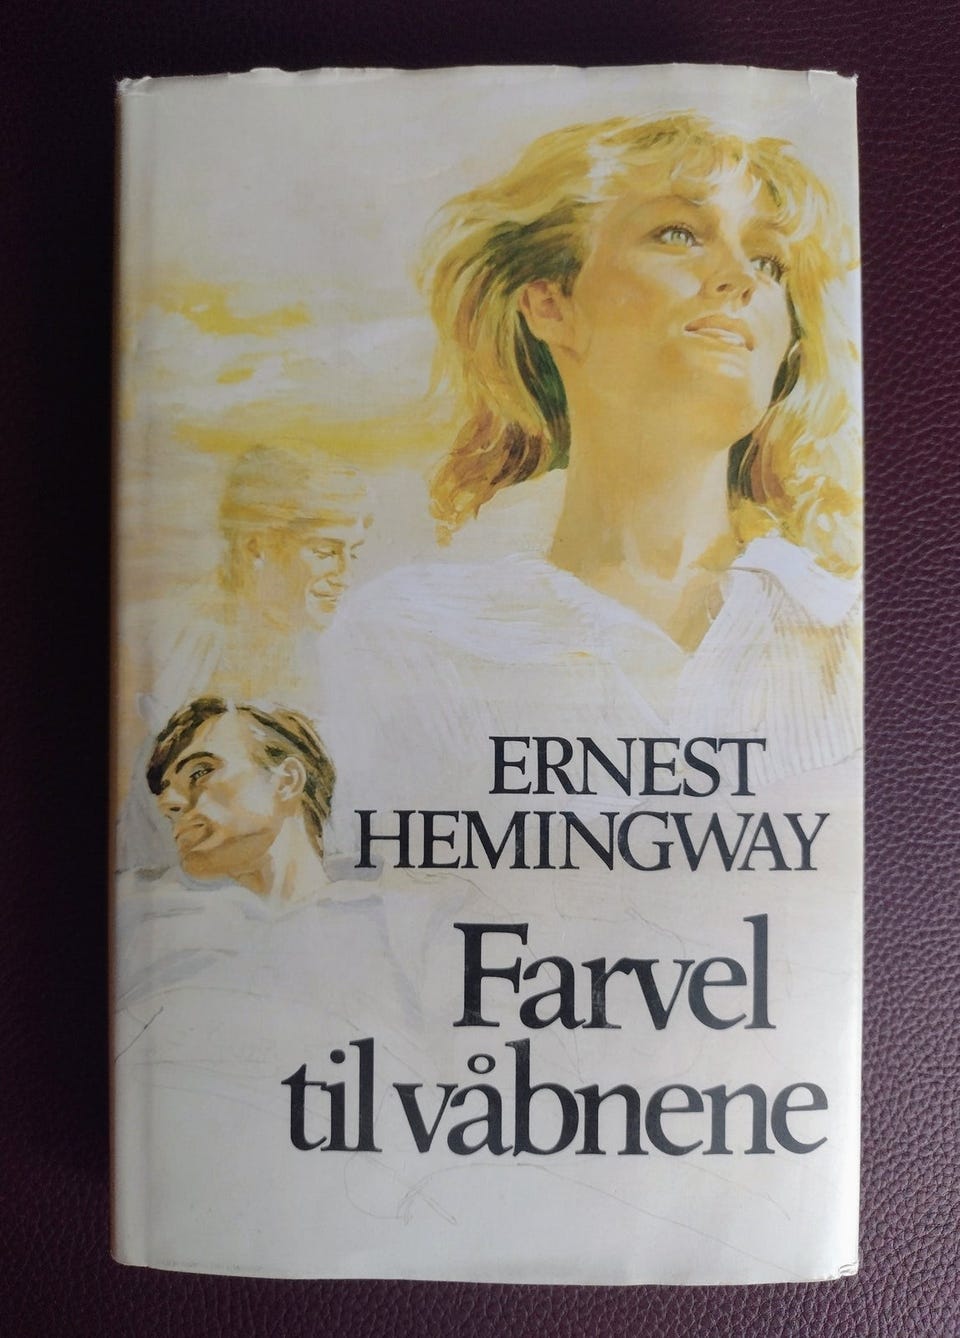 ERNEST
HEMINGWAY
Farvel
til våbnene